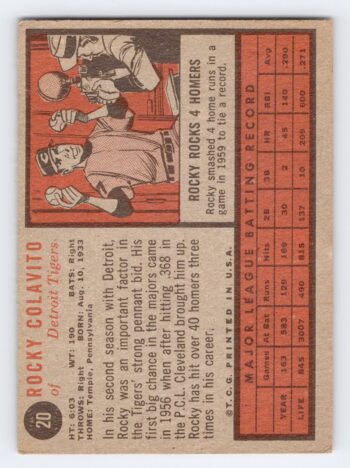 20
ROCKY COLAVITO
of Detroit Tigers
HT: 6:03 WT: 190 BATS: Right
THROWS: Right BORN: Aug. 10, 1933
HOME: Temple, Pennsylvania
In his second season with Detroit,
Rocky was an important factor in
the Tigers' strong pennant bid. His
first big chance in the majors came
in 1956 when after hitting .368 in
the P.C.L. Cleveland brought him up.
Rocky has hit over 40 homers three
times in his career.
©T.C.G. PRINTED IN U.S.A.
ROCKY ROCKS 4 HOMERS
Rocky smashed 4 home runs in a
game in 1959 to tie a record.
MAJOR LEAGUE BATTING RECORD
Games At Bat Runs Hits 2B 3B HR RBI Avg.
YEAR 163 583 129 169 30 2 45 140 .290
LIFE 845 3007 490 815 137 10 209 600 .271